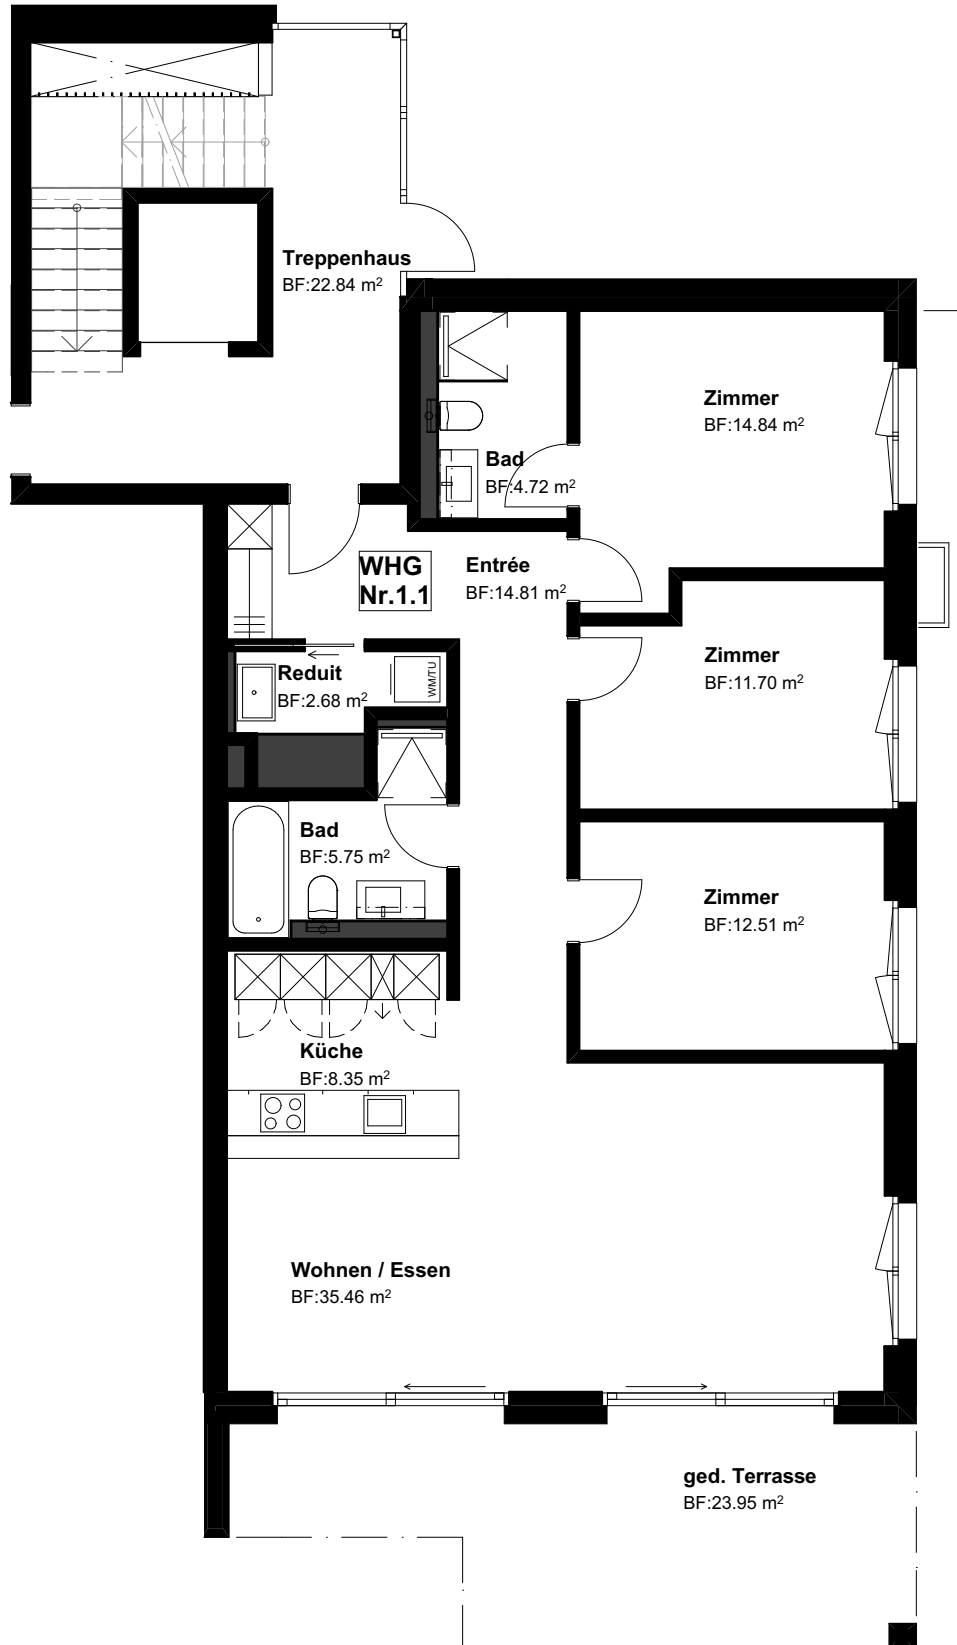 Treppenhaus
BF:22.84 m²
Zimmer
BF:14.84 m²
Bad
BF:4.72 m²
WHG
Nr.1.1
Entrée
BF:14.81 m²
Zimmer
BF:11.70 m²
Reduit
BF:2.68 m²
WM/TU
Bad
BF:5.75 m²
Zimmer
BF:12.51 m²
Küche
BF:8.35 m²
Wohnen / Essen
BF:35.46 m²
ged. Terrasse
BF:23.95 m²